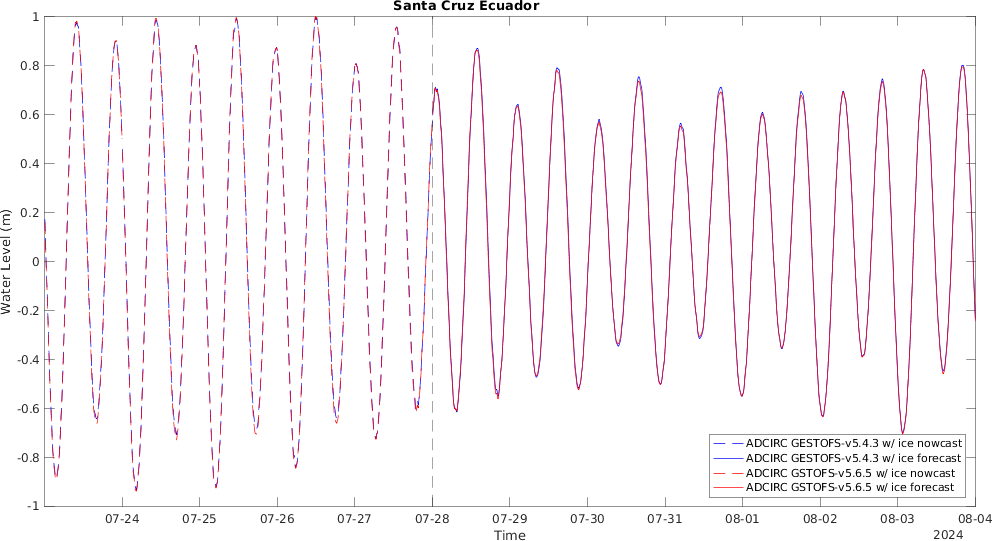 Santa Cruz Ecuador
1
0.8
0.6
0.4
0.2
0
-0.2
-0.4
-0.6
-0.8
-1
Water Level (m)
ADCIRC GESTOFS-v5.4.3 w/ ice nowcast
ADCIRC GESTOFS-v5.4.3 w/ ice forecast
ADCIRC GSTOFS-v5.6.5 w/ ice nowcast
ADCIRC GSTOFS-v5.6.5 w/ ice forecast
07-24 07-25 07-26 07-27 07-28 07-29 07-30 07-31 08-01 08-02 08-03 08-04
Time
2024